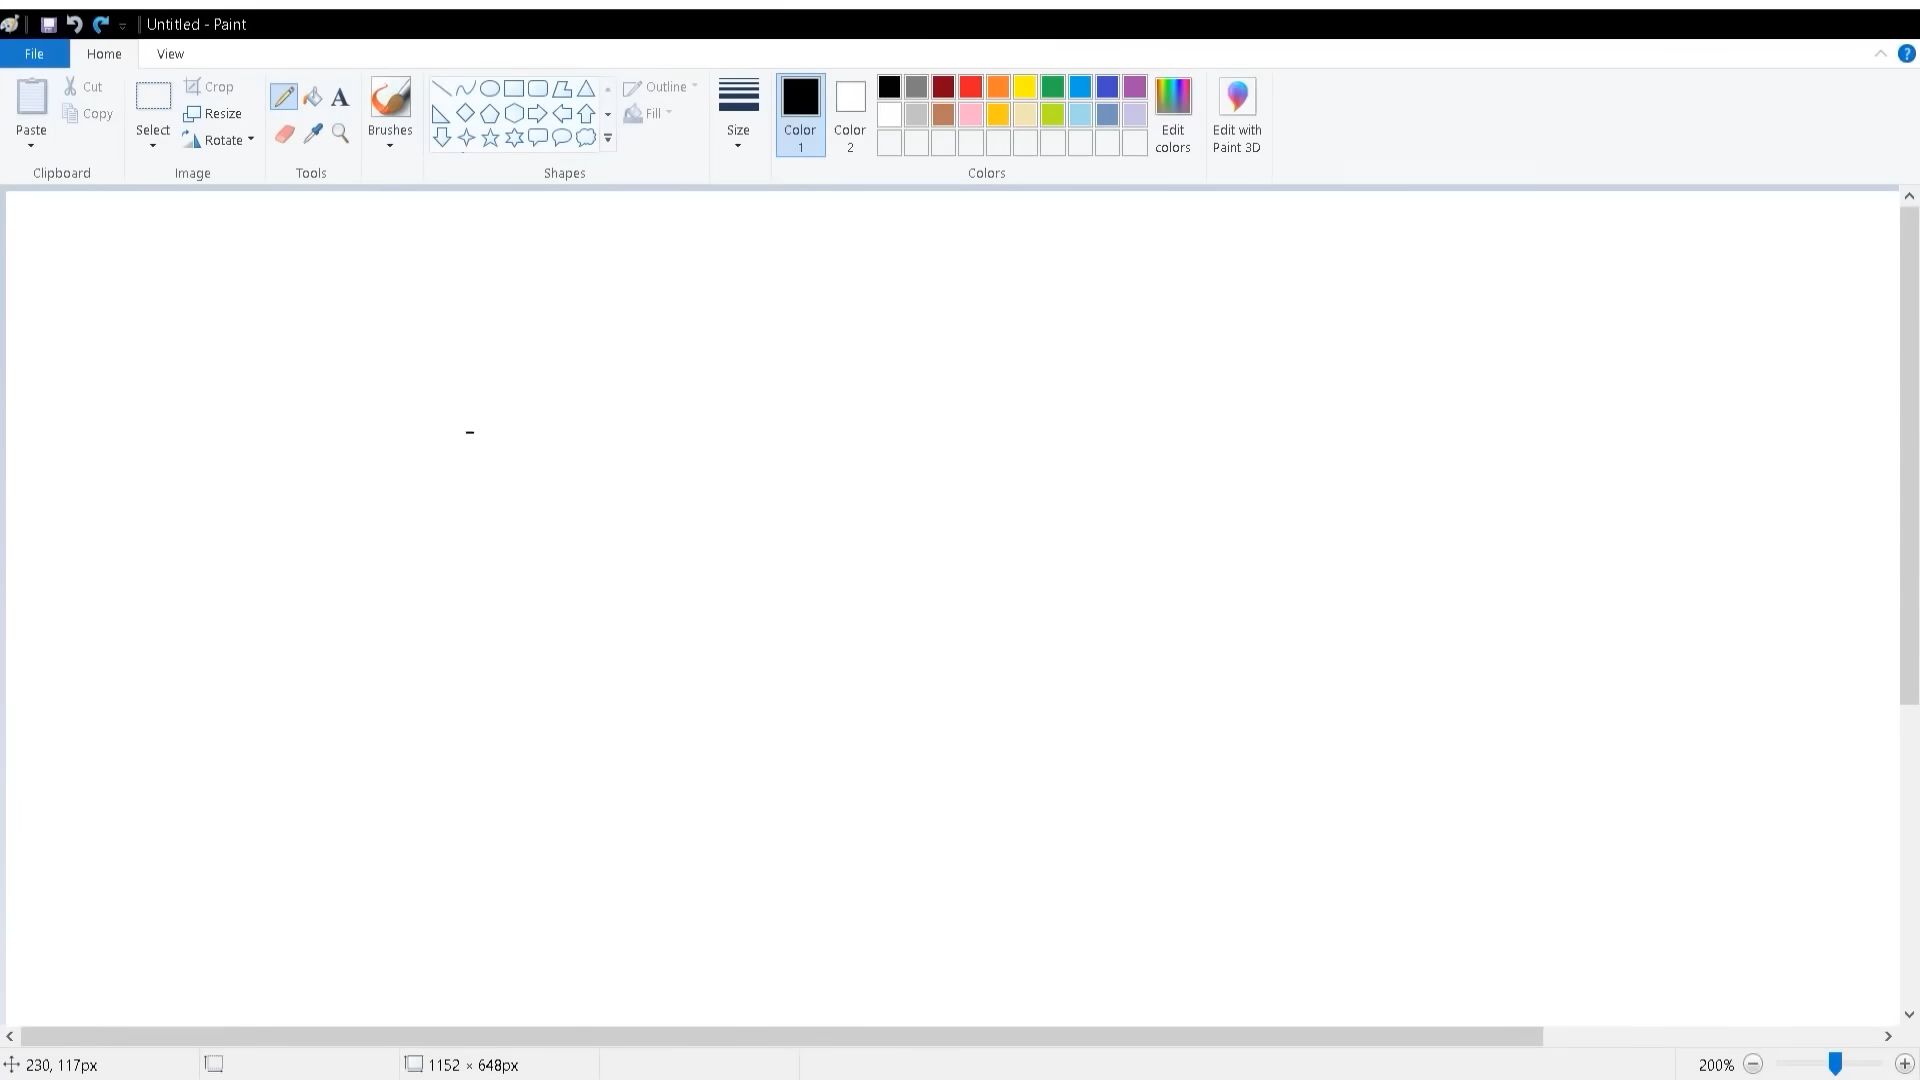 Untitled - Paint
File Home View
Paste
Cut
Copy
Clipboard
Select
Crop
Resize
Rotate
Image
A
Tools
Brushes
Shapes
Outline
Fill
Size
Color 1
Color 2
Colors
Edit colors
Edit with Paint 3D
?
-
230, 117px
1152 × 648px
200%